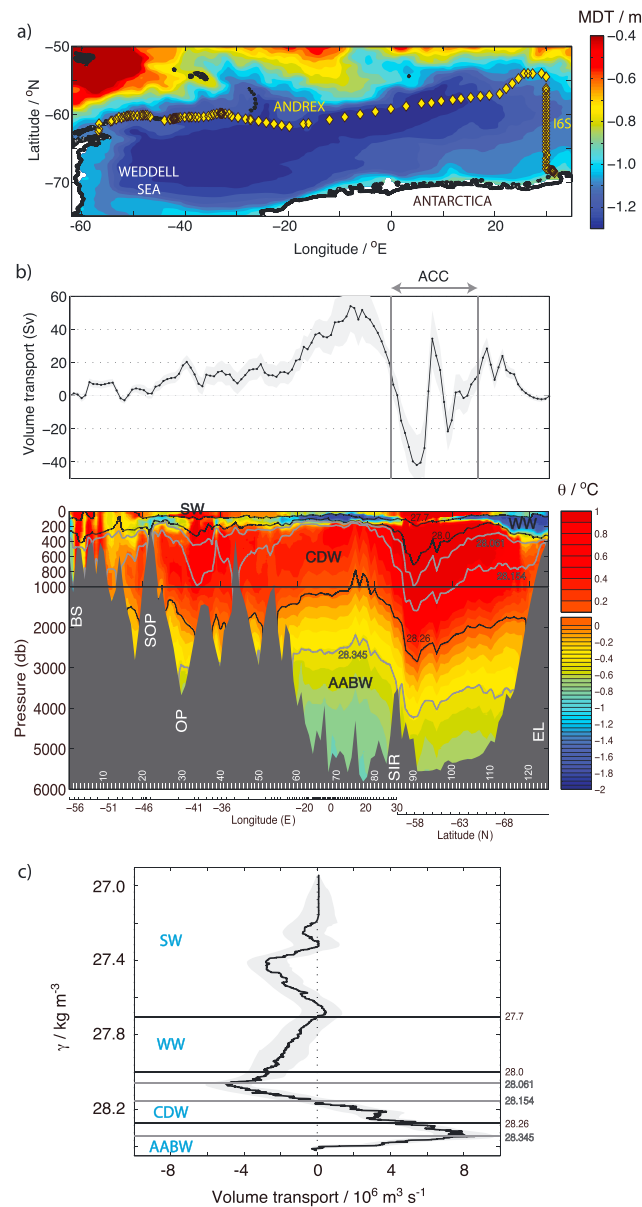 a)
MDT / m
−50
−60
−70
Latitude / ⁰N
ANDREX
I6S
WEDDELL
SEA
ANTARCTICA
−60
−40
−20
0
20
Longitude / ⁰E
−0.4
−0.6
−0.8
−1.0
−1.2
b)
ACC
60
40
20
0
−20
−40
Volume transport (Sv)
θ / ⁰C
0
200
400
600
800
1000
2000
3000
4000
5000
6000
Pressure (db)
SW
27.7
WW
28.0
28.061
28.154
CDW
28.26
28.345
AABW
BS
SOP
OP
SIR
EL
10
20
30
40
50
60
70
80
90
100
110
120
−56
−51
−46
−41
−36
−20
0
20
30
Longitude (E)
−58
−63
−68
Latitude (N)
1
0.8
0.6
0.4
0.2
0
−0.2
−0.4
−0.6
−0.8
−1
−1.2
−1.4
−1.6
−1.8
−2
c)
27.0
27.4
27.8
28.2
γ / kg m⁻³
SW
WW
CDW
AABW
27.7
28.0
28.061
28.154
28.26
28.345
-8
-4
0
4
8
Volume transport / 10⁶ m³ s⁻¹